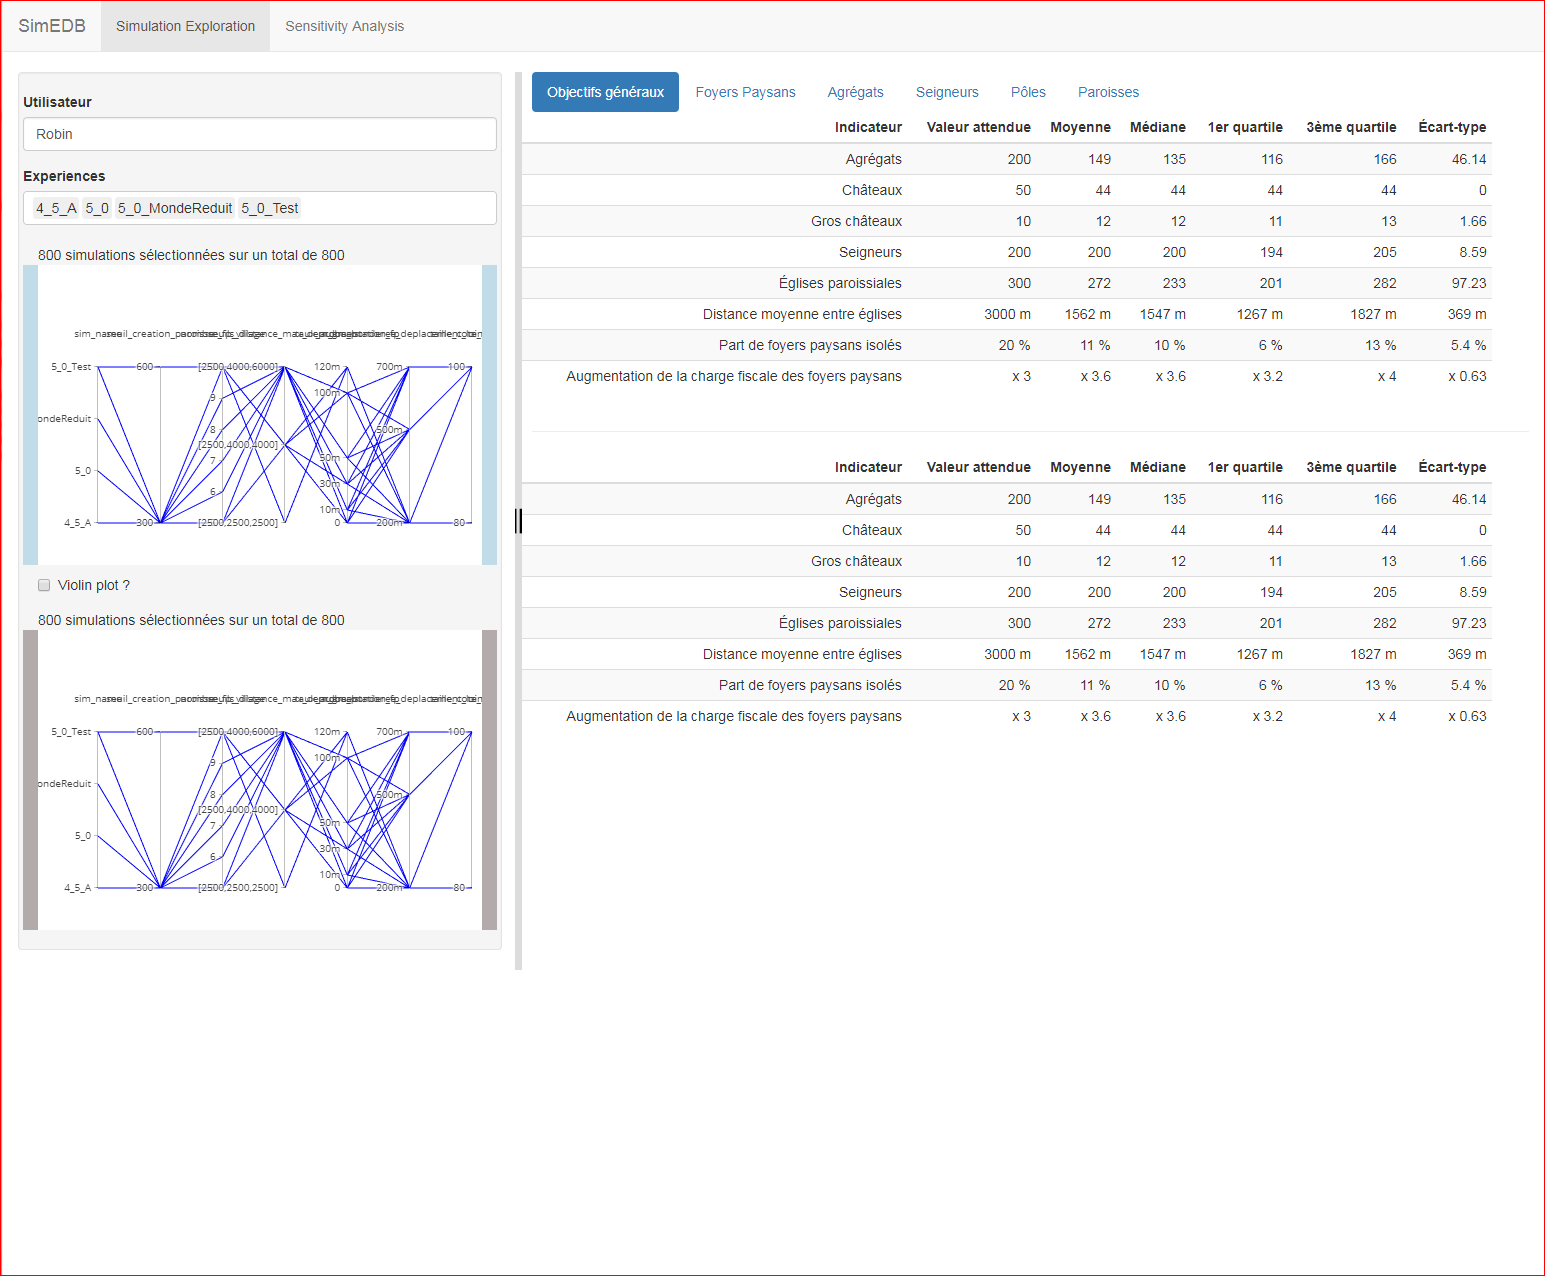 SimEDB Simulation Exploration Sensitivity Analysis
Utilisateur
Robin
Experiences
4_5_A 5_0 5_0_MondeReduit 5_0_Test
800 simulations sélectionnées sur un total de 800
5_0_Test 600 [2500,4000,6000] 120m 700m 100
9 100m
ondeReduit
8 500m
[2500,4000,4000]
7 50m
5_0
30m
6
10m
4_5_A 300 [2500,2500,2500] 0 200m 80
Violin plot ?
800 simulations sélectionnées sur un total de 800
5_0_Test 600 [2500,4000,6000] 120m 700m 100
9 100m
ondeReduit
8 500m
[2500,4000,4000]
7 50m
5_0
30m
6
10m
4_5_A 300 [2500,2500,2500] 0 200m 80
Objectifs généraux Foyers Paysans Agrégats Seigneurs Pôles Paroisses
Indicateur Valeur attendue Moyenne Médiane 1er quartile 3ème quartile Écart-type
Agrégats 200 149 135 116 166 46.14
Châteaux 50 44 44 44 44 0
Gros châteaux 10 12 12 11 13 1.66
Seigneurs 200 200 200 194 205 8.59
Églises paroissiales 300 272 233 201 282 97.23
Distance moyenne entre églises 3000 m 1562 m 1547 m 1267 m 1827 m 369 m
Part de foyers paysans isolés 20 % 11 % 10 % 6 % 13 % 5.4 %
Augmentation de la charge fiscale des foyers paysans x 3 x 3.6 x 3.6 x 3.2 x 4 x 0.63
Indicateur Valeur attendue Moyenne Médiane 1er quartile 3ème quartile Écart-type
Agrégats 200 149 135 116 166 46.14
Châteaux 50 44 44 44 44 0
Gros châteaux 10 12 12 11 13 1.66
Seigneurs 200 200 200 194 205 8.59
Églises paroissiales 300 272 233 201 282 97.23
Distance moyenne entre églises 3000 m 1562 m 1547 m 1267 m 1827 m 369 m
Part de foyers paysans isolés 20 % 11 % 10 % 6 % 13 % 5.4 %
Augmentation de la charge fiscale des foyers paysans x 3 x 3.6 x 3.6 x 3.2 x 4 x 0.63